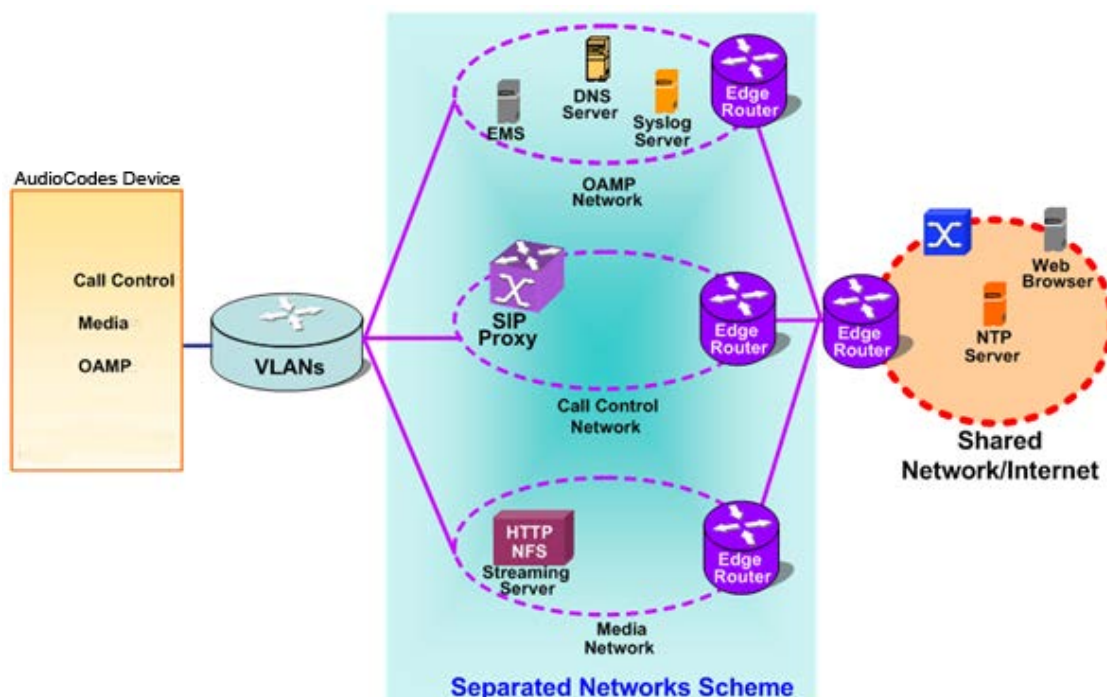 AudioCodes Device
Call Control
Media
OAMP
VLANs
EMS
DNS
Server
Syslog
Server
Edge
Router
OAMP
Network
SIP
Proxy
Edge
Router
Call Control
Network
HTTP
NFS
Streaming
Server
Edge
Router
Media
Network
Separated Networks Scheme
Edge
Router
Web
Browser
NTP
Server
Shared
Network/Internet